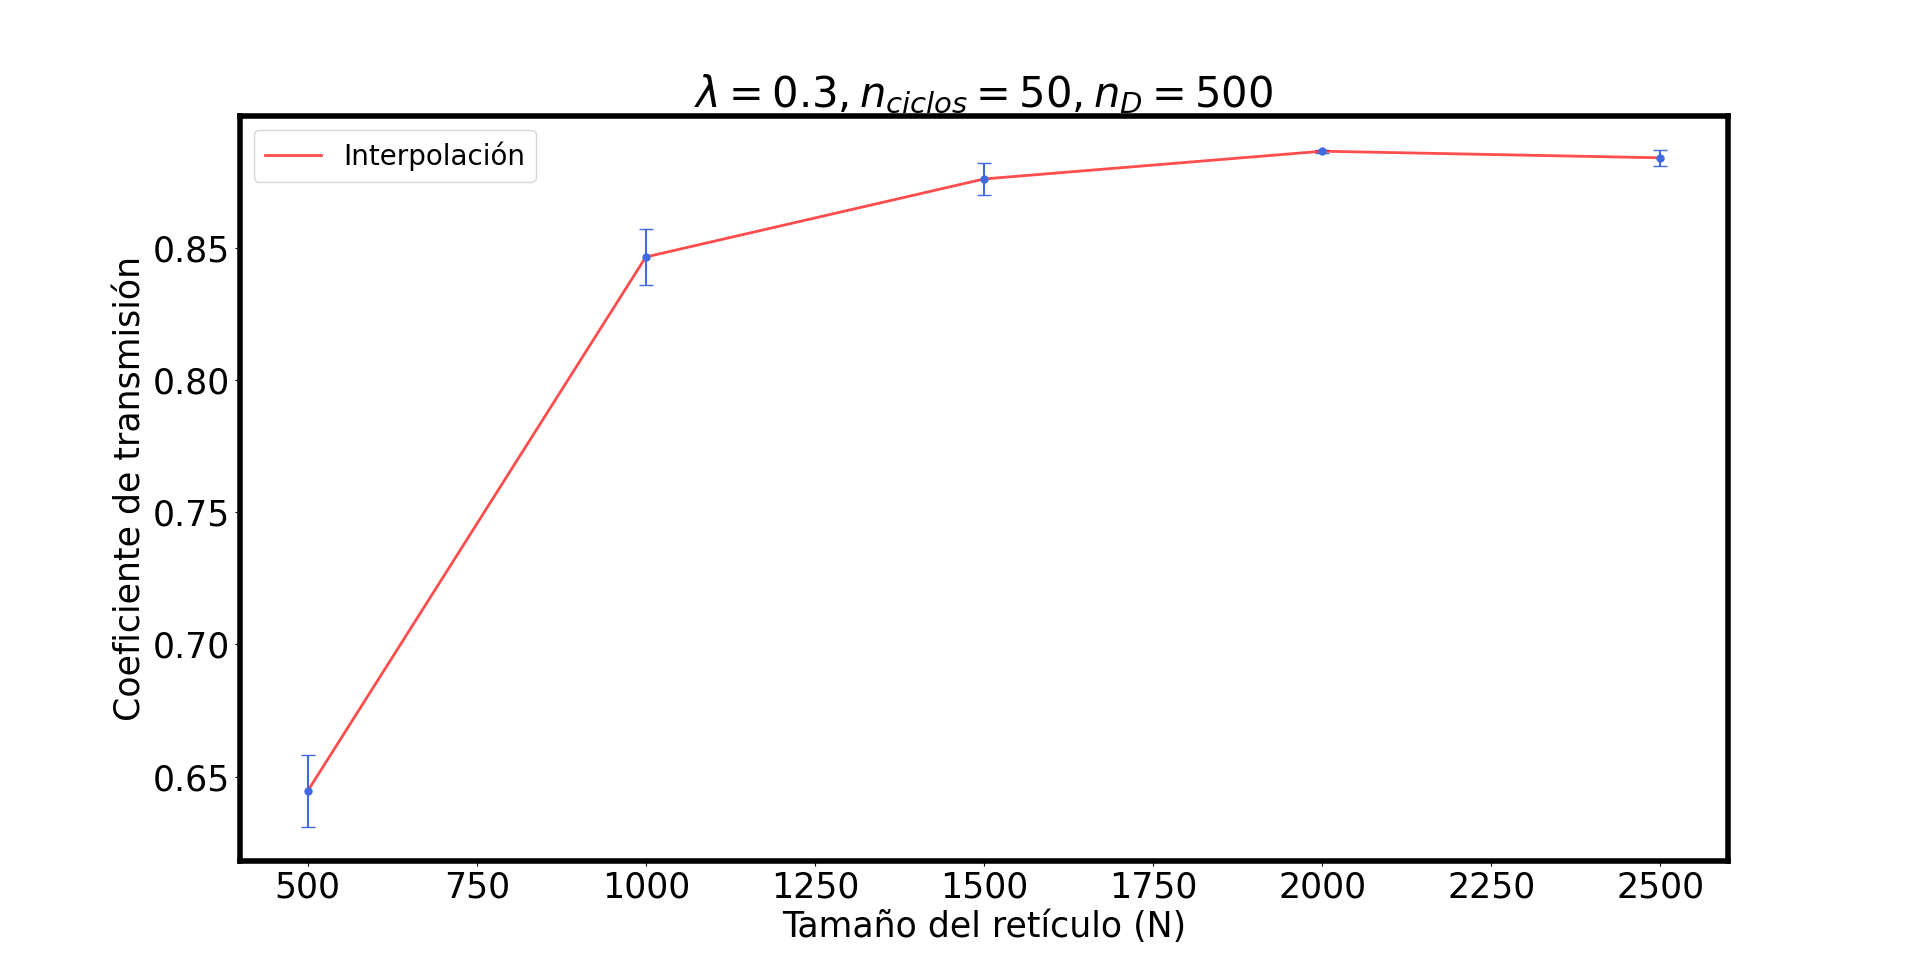 λ = 0.3, n_ciclos = 50, n_D = 500
Interpolación
Coeficiente de transmisión
0.85
0.80
0.75
0.70
0.65
500 750 1000 1250 1500 1750 2000 2250 2500
Tamaño del retículo (N)